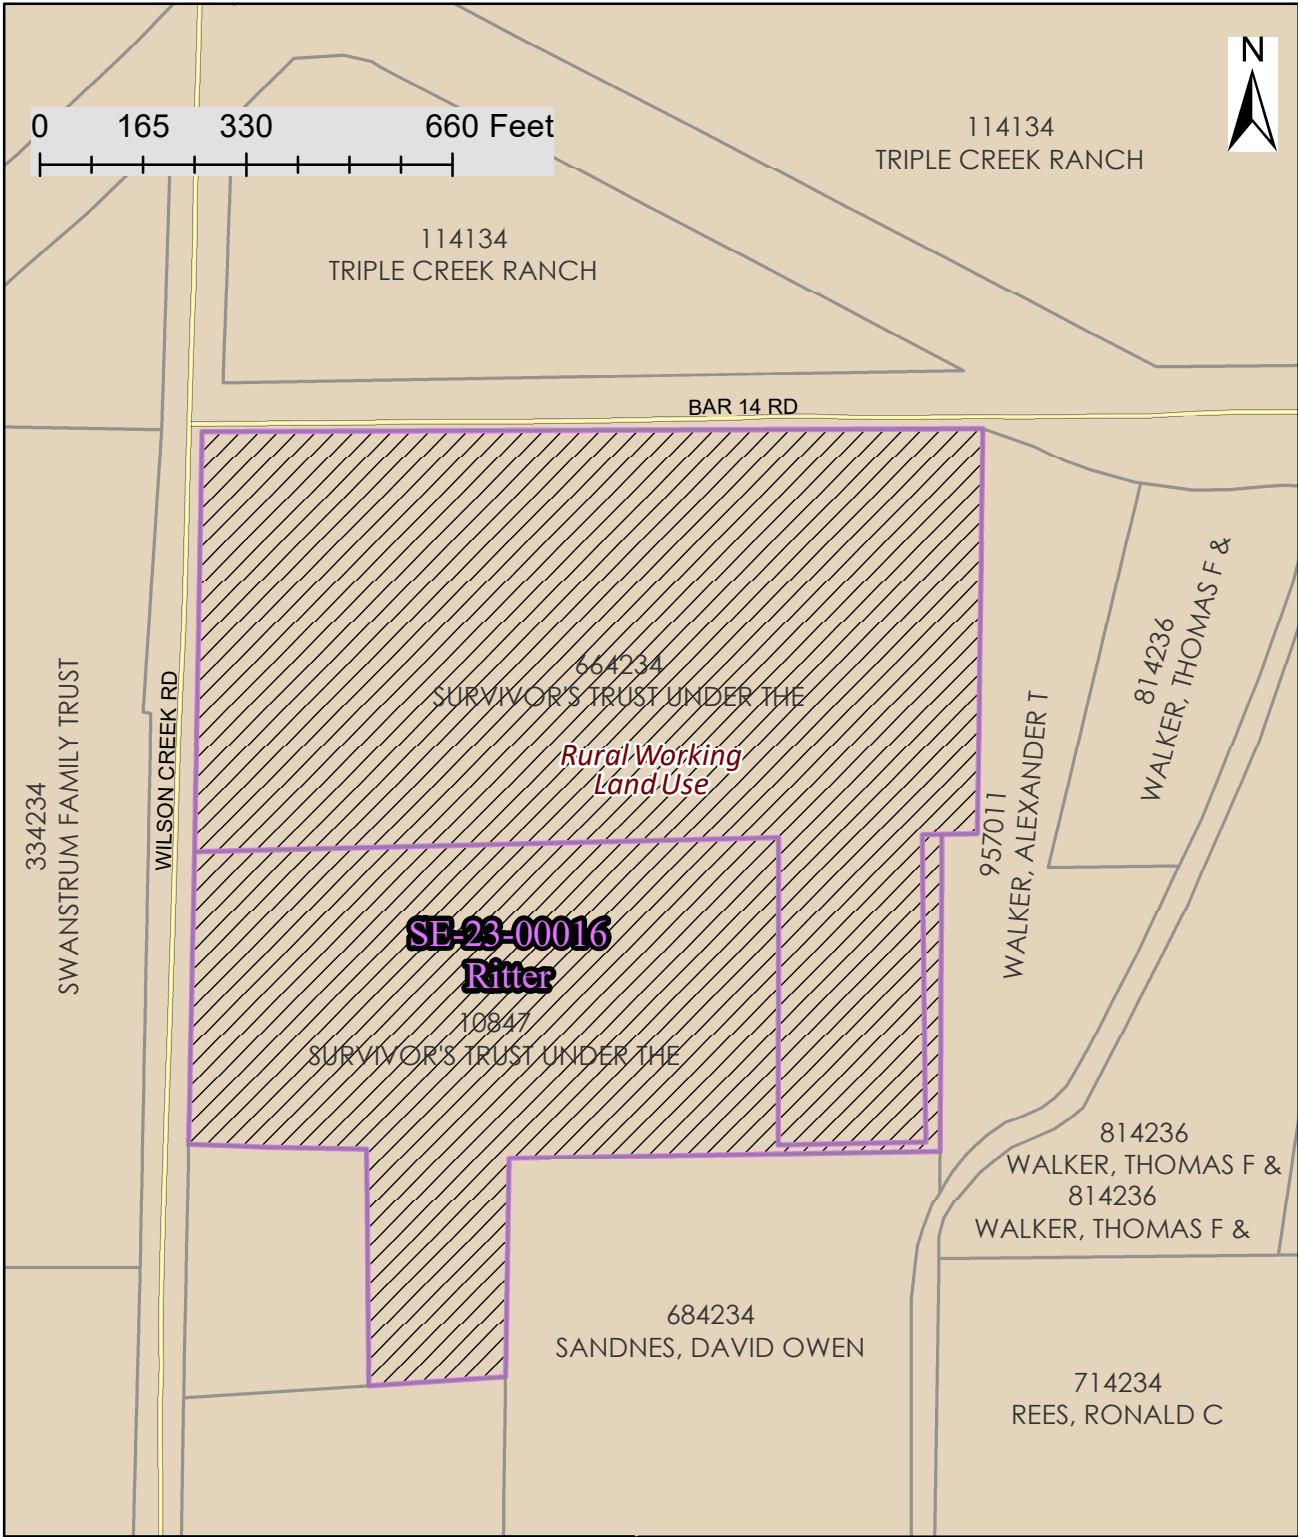 N
0 165 330 660 Feet
114134
TRIPLE CREEK RANCH
114134
TRIPLE CREEK RANCH
BAR 14 RD
664234
SURVIVOR'S TRUST UNDER THE
Rural Working
Land Use
814236
WALKER, THOMAS F &
957011
WALKER, ALEXANDER T
334234
SWANSTRUM FAMILY TRUST
WILSON CREEK RD
SE-23-00016
Ritter
10847
SURVIVOR'S TRUST UNDER THE
814236
WALKER, THOMAS F &
814236
WALKER, THOMAS F &
684234
SANDNES, DAVID OWEN
714234
REES, RONALD C